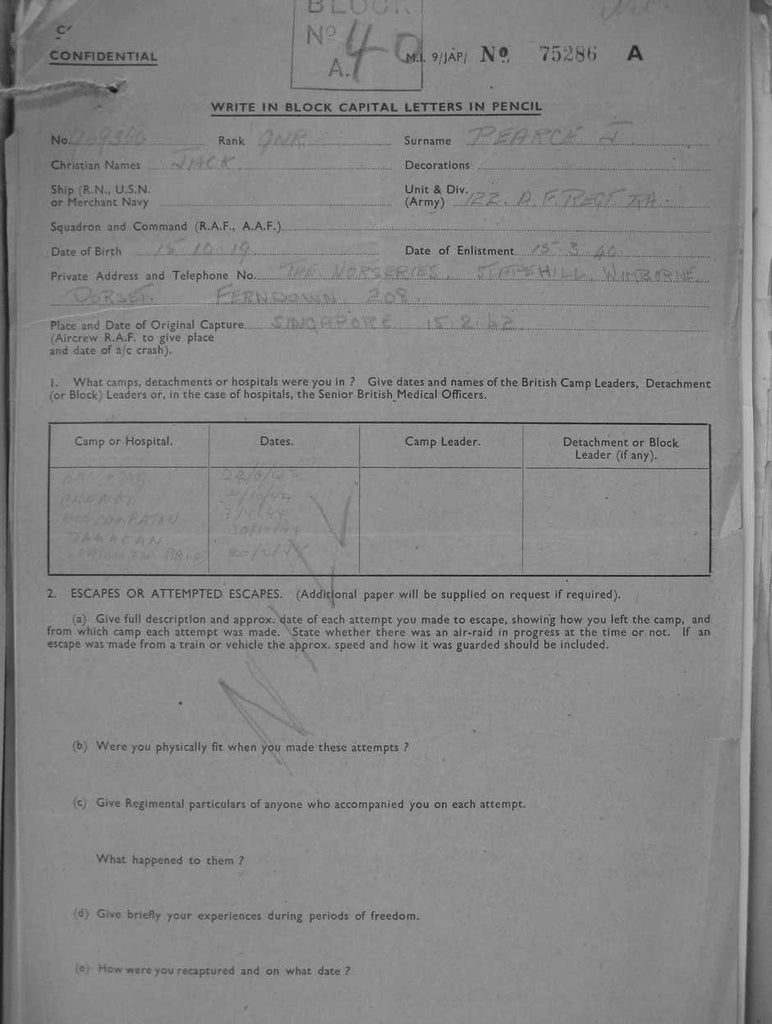 C
CONFIDENTIAL
BLOCK
Nº 40
A.
M.I. 9/JAP/ Nº 75286 A
WRITE IN BLOCK CAPITAL LETTERS IN PENCIL
No. Rank GNR Surname PEARCE J
Christian Names JACK Decorations
Ship (R.N., U.S.N. Unit & Div.
or Merchant Navy (Army) 122. A. F. REGT RA.
Squadron and Command (R.A.F., A.A.F.)
Date of Birth 15 10 19 Date of Enlistment 15 3 40
Private Address and Telephone No. THE NORSERIES. STAPEHILL. WIMBORNE
DORSET. FERNDOWN 208.
Place and Date of Original Capture SINGAPORE 15.2.42
(Aircrew R.A.F. to give place
and date of a/c crash).
1. What camps, detachments or hospitals were you in ? Give dates and names of the British Camp Leaders, Detachment
(or Block) Leaders or, in the case of hospitals, the Senior British Medical Officers.
Camp or Hospital. Dates. Camp Leader. Detachment or Block
Leader (if any).
TAMAKAN
2. ESCAPES OR ATTEMPTED ESCAPES. (Additional paper will be supplied on request if required).
(a) Give full description and approx. date of each attempt you made to escape, showing how you left the camp, and
from which camp each attempt was made. State whether there was an air-raid in progress at the time or not. If an
escape was made from a train or vehicle the approx. speed and how it was guarded should be included.
(b) Were you physically fit when you made these attempts ?
(c) Give Regimental particulars of anyone who accompanied you on each attempt.
What happened to them ?
(d) Give briefly your experiences during periods of freedom.
(e) How were you recaptured and on what date ?